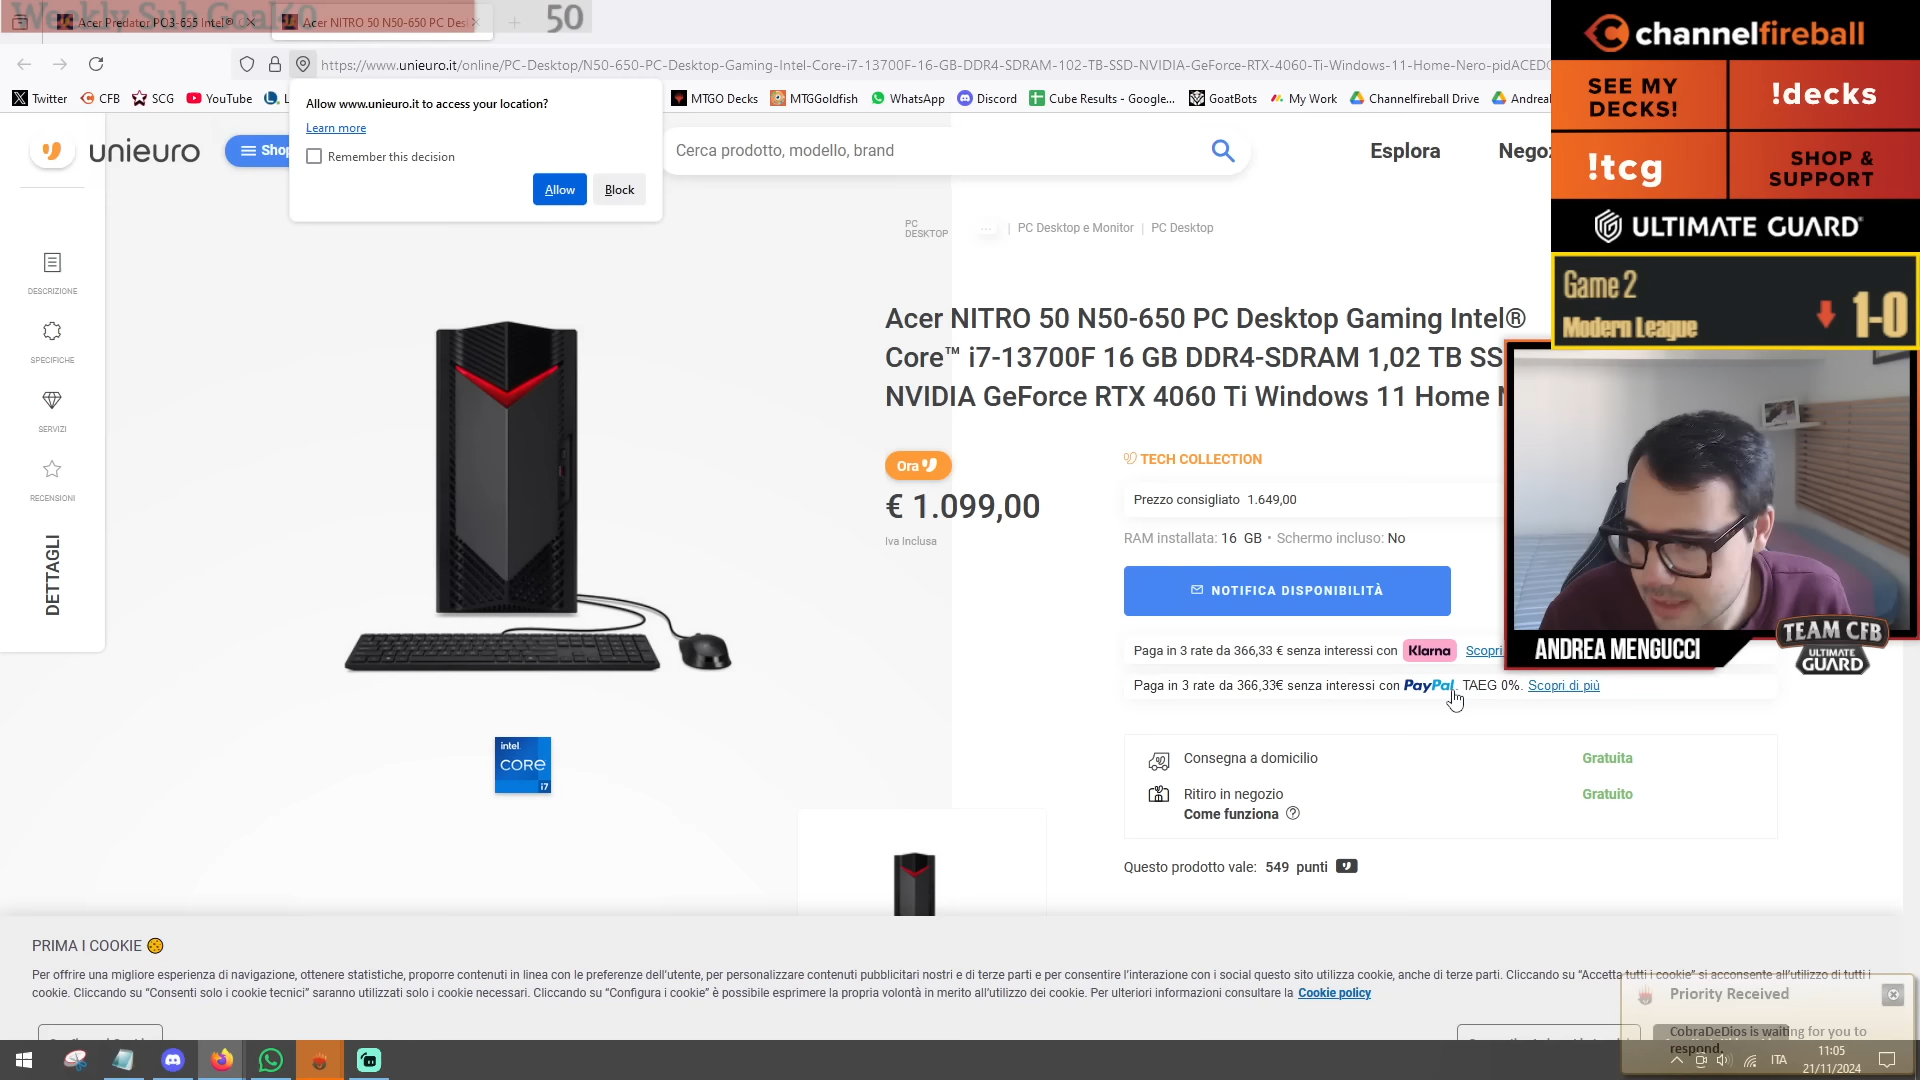 Weekly Sub Goal 49
50
Acer Predator PO3-655 Intel®
Acer NITRO 50 N50-650 PC Des
https://www.unieuro.it/online/PC-Desktop/N50-650-PC-Desktop-Gaming-Intel-Core-i7-13700F-16-GB-DDR4-SDRAM-102-TB-SSD-NVIDIA-GeForce-RTX-4060-Ti-Windows-11-Home-Nero-pidACEDG
Twitter
CFB
SCG
YouTube
L
MTGO Decks
MTGGoldfish
WhatsApp
Discord
Cube Results - Google...
GoatBots
My Work
Channelfireball Drive
Andrea
Allow www.unieuro.it to access your location?
Learn more
Remember this decision
Allow
Block
unieuro
Shop
Cerca prodotto, modello, brand
Esplora
Negoz
channelfireball
SEE MY
DECKS!
!decks
!tcg
SHOP &
SUPPORT
ULTIMATE GUARD
Game 2
Modern League
1-0
ANDREA MENGUCCI
TEAM CFB
ULTIMATE
GUARD
DESCRIZIONE
SPECIFICHE
SERVIZI
RECENSIONI
DETTAGLI
PC
DESKTOP
...
PC Desktop e Monitor
PC Desktop
Acer NITRO 50 N50-650 PC Desktop Gaming Intel®
Core™ i7-13700F 16 GB DDR4-SDRAM 1,02 TB SS
NVIDIA GeForce RTX 4060 Ti Windows 11 Home
Ora
€ 1.099,00
Iva Inclusa
TECH COLLECTION
Prezzo consigliato 1.649,00
RAM installata: 16 GB • Schermo incluso: No
NOTIFICA DISPONIBILITÀ
Paga in 3 rate da 366,33 € senza interessi con Klarna Scopri
Paga in 3 rate da 366,33€ senza interessi con PayPal. TAEG 0%. Scopri di più
Consegna a domicilio
Gratuita
Ritiro in negozio
Gratuito
Come funziona
Questo prodotto vale: 549 punti
intel
CORE
i7
PRIMA I COOKIE
Per offrire una migliore esperienza di navigazione, ottenere statistiche, proporre contenuti in linea con le preferenze dell'utente, per personalizzare contenuti pubblicitari nostri e di terze parti e per consentire l'interazione con i social questo sito utilizza cookie, anche di terze parti. Cliccando su "Accetta tutti i cookie" si acconsente all'utilizzo di tutti i
cookie. Cliccando su "Consenti solo i cookie tecnici" saranno utilizzati solo i cookie necessari. Cliccando su "Configura i cookie" è possibile esprimere la propria volontà in merito all'utilizzo dei cookie. Per ulteriori informazioni consultare la Cookie policy
Priority Received
CobraDeDios is waiting for you to
respond.
ITA
11:05
21/11/2024